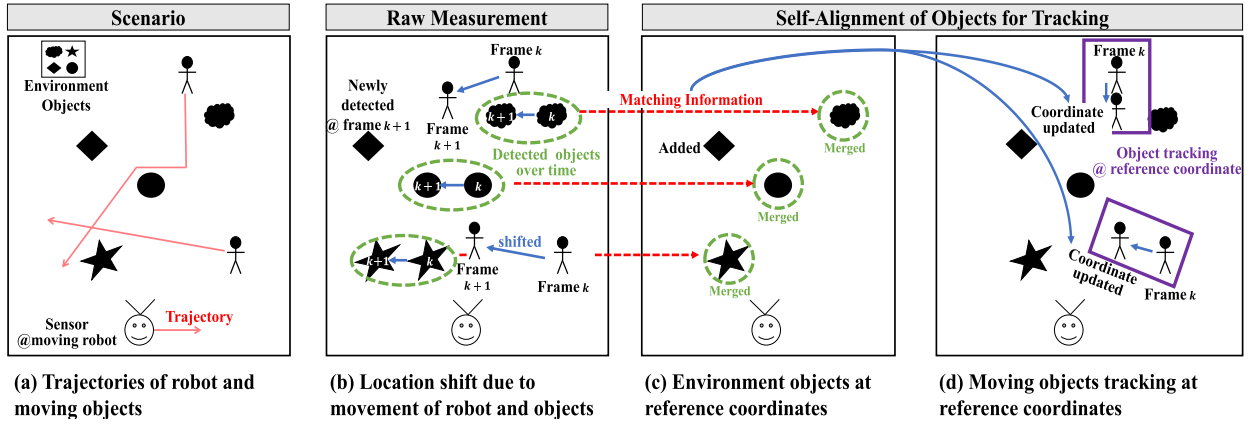 Scenario
Raw Measurement
Self-Alignment of Objects for Tracking
Environment
Objects
Sensor
@moving robot
Trajectory
Newly
detected
@ frame k+1
Frame k
Frame
k+1
k+1
k
Detected objects
over time
k+1
k
k+1
k
shifted
Frame
k+1
Frame k
Matching Information
Merged
Added
Merged
Merged
Frame k
Coordinate
updated
Object tracking
@ reference coordinate
Coordinate
updated
Frame k
(a) Trajectories of robot and
moving objects
(b) Location shift due to
movement of robot and objects
(c) Environment objects at
reference coordinates
(d) Moving objects tracking at
reference coordinates